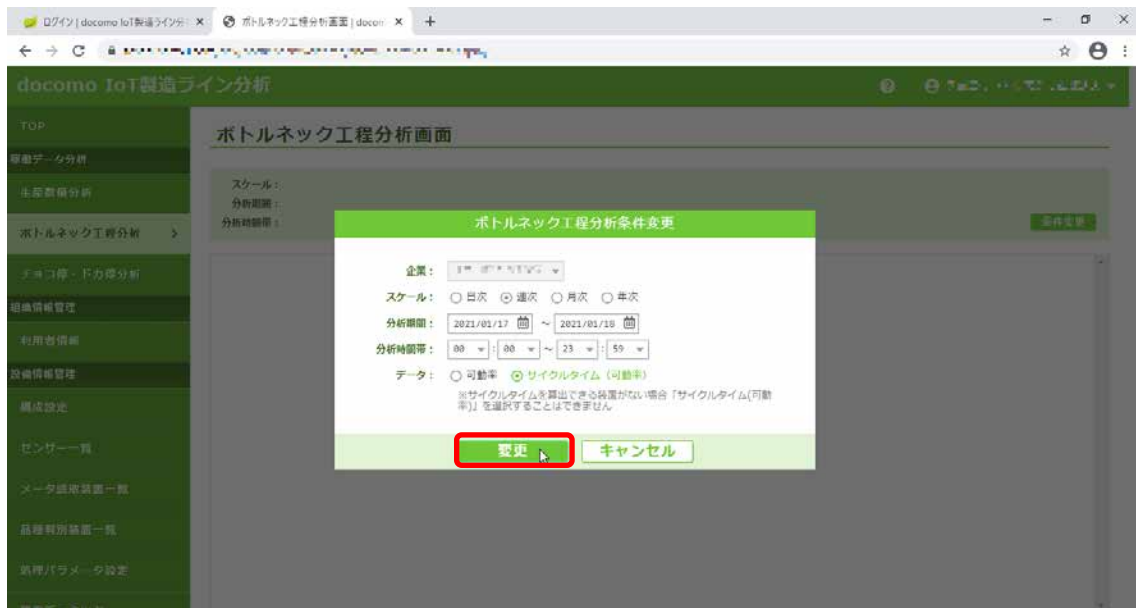 ログイン | docomo IoT製造ライン分
ボトルネック工程分析画面 | docom
docomo IoT製造ライン分析
TOP
ボトルネック工程分析画面
稼働データ分析
生産数量分析
スケール：
分析期間：
分析時間帯：
条件変更
ボトルネック工程分析
チョコ停・ドカ停分析
組織情報管理
利用者情報
設備情報管理
構成設定
センサー一覧
メータ読取装置一覧
品種判別装置一覧
処理パラメータ設定
ボトルネック工程分析条件変更
企業：
スケール： 日次 週次 月次 年次
分析期間： 2021/01/17 ～ 2021/01/18
分析時間帯： 00 : 00 ～ 23 : 59
データ： 可動率 サイクルタイム（可動率）
※サイクルタイムを算出できる装置がない場合「サイクルタイム(可動
率)」を選択することはできません
変更 キャンセル